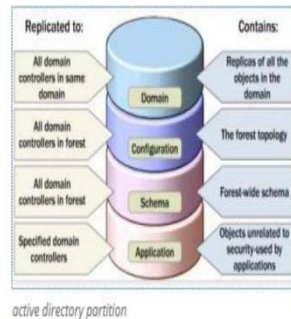 Replicated to:
Contains:
All domain
controllers in same
domain
Domain
Replicas of all the
objects in the
domain
All domain
controllers in forest
Configuration
The forest topology
All domain
controllers in forest
Schema
Forest-wide schema
Specified domain
controllers
Application
Objects unrelated to
security-used by
applications
active directory partition